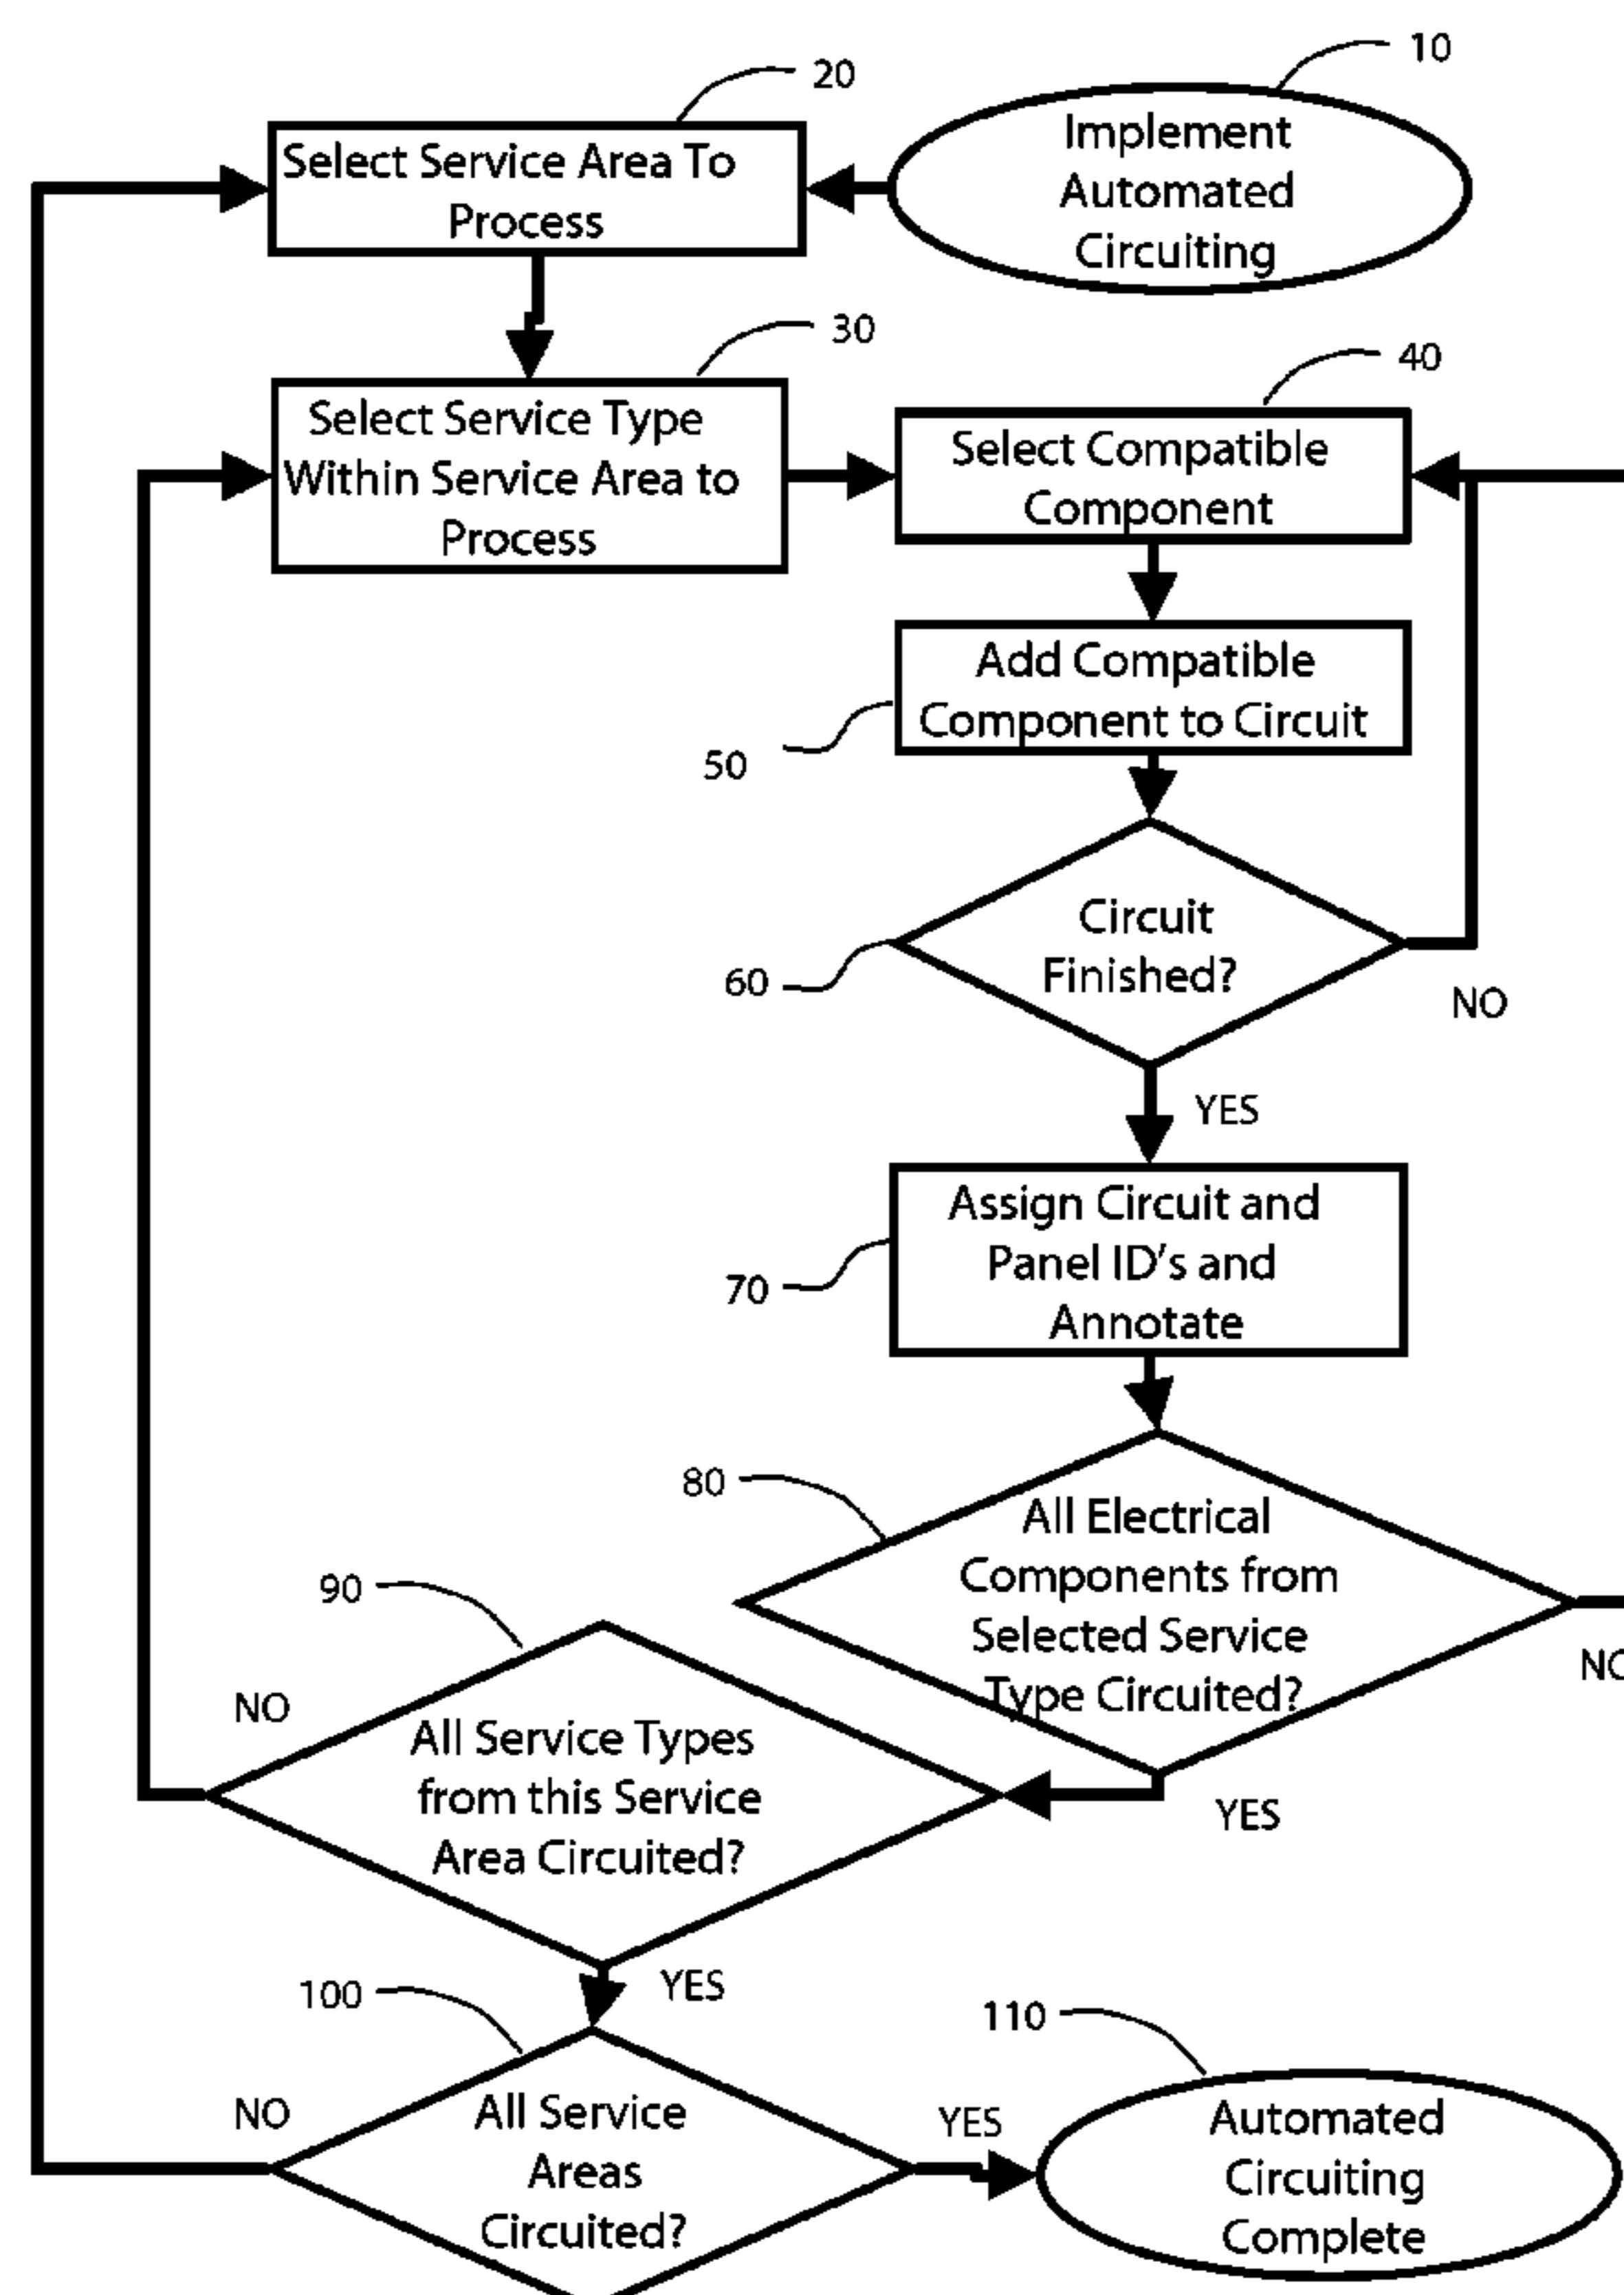 10
Implement
Automated
Circuiting
20
Select Service Area To
Process
30
Select Service Type
Within Service Area to
Process
40
Select Compatible
Component
50
Add Compatible
Component to Circuit
60
Circuit
Finished?
NO
YES
70
Assign Circuit and
Panel ID's and
Annotate
80
All Electrical
Components from
Selected Service
Type Circuited?
YES
90
NO
All Service Types
from this Service
Area Circuited?
YES
100
NO
All Service
Areas
Circuited?
YES
110
Automated
Circuiting
Complete